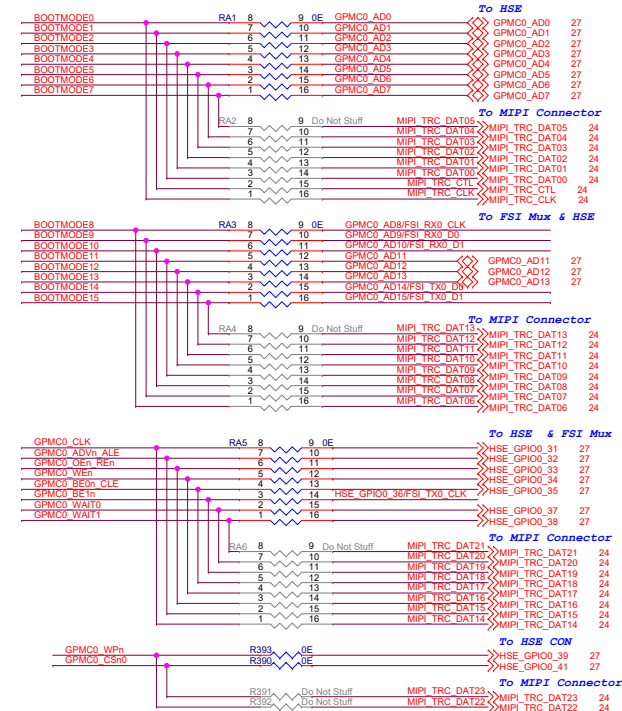 To HSE
BOOTMODE0 RA1 8 9 0E GPMC0_AD0 GPMC0_AD0 27
BOOTMODE1 7 10 GPMC0_AD1 GPMC0_AD1 27
BOOTMODE2 6 11 GPMC0_AD2 GPMC0_AD2 27
BOOTMODE3 5 12 GPMC0_AD3 GPMC0_AD3 27
BOOTMODE4 4 13 GPMC0_AD4 GPMC0_AD4 27
BOOTMODE5 3 14 GPMC0_AD5 GPMC0_AD5 27
BOOTMODE6 2 15 GPMC0_AD6 GPMC0_AD6 27
BOOTMODE7 1 16 GPMC0_AD7 GPMC0_AD7 27
To MIPI Connector
RA2 8 9 Do Not Stuff MIPI_TRC_DAT05 MIPI_TRC_DAT05 24
7 10 MIPI_TRC_DAT04 MIPI_TRC_DAT04 24
6 11 MIPI_TRC_DAT03 MIPI_TRC_DAT03 24
5 12 MIPI_TRC_DAT02 MIPI_TRC_DAT02 24
4 13 MIPI_TRC_DAT01 MIPI_TRC_DAT01 24
3 14 MIPI_TRC_DAT00 MIPI_TRC_DAT00 24
2 15 MIPI_TRC_CTL MIPI_TRC_CTL 24
1 16 MIPI_TRC_CLK MIPI_TRC_CLK 24
To FSI Mux & HSE
BOOTMODE8 RA3 8 9 0E GPMC0_AD8/FSI_RX0_CLK
BOOTMODE9 7 10 GPMC0_AD9/FSI_RX0_D0
BOOTMODE10 6 11 GPMC0_AD10/FSI_RX0_D1
BOOTMODE11 5 12 GPMC0_AD11 GPMC0_AD11 27
BOOTMODE12 4 13 GPMC0_AD12 GPMC0_AD12 27
BOOTMODE13 3 14 GPMC0_AD13 GPMC0_AD13 27
BOOTMODE14 2 15 GPMC0_AD14/FSI_TX0_D0
BOOTMODE15 1 16 GPMC0_AD15/FSI_TX0_D1
To MIPI Connector
RA4 8 9 Do Not Stuff MIPI_TRC_DAT13 MIPI_TRC_DAT13 24
7 10 MIPI_TRC_DAT12 MIPI_TRC_DAT12 24
6 11 MIPI_TRC_DAT11 MIPI_TRC_DAT11 24
5 12 MIPI_TRC_DAT10 MIPI_TRC_DAT10 24
4 13 MIPI_TRC_DAT09 MIPI_TRC_DAT09 24
3 14 MIPI_TRC_DAT08 MIPI_TRC_DAT08 24
2 15 MIPI_TRC_DAT07 MIPI_TRC_DAT07 24
1 16 MIPI_TRC_DAT06 MIPI_TRC_DAT06 24
To HSE & FSI Mux
GPMC0_CLK RA5 8 9 0E HSE_GPIO0_31 27
GPMC0_ADVn_ALE 7 10 HSE_GPIO0_32 27
GPMC0_OEn_REn 6 11 HSE_GPIO0_33 27
GPMC0_WEn 5 12 HSE_GPIO0_34 27
GPMC0_BE0n_CLE 4 13 HSE_GPIO0_35 27
GPMC0_BE1n 3 14 HSE_GPIO0_36/FSI_TX0_CLK
GPMC0_WAIT0 2 15 HSE_GPIO0_37 27
GPMC0_WAIT1 1 16 HSE_GPIO0_38 27
To MIPI Connector
RA6 8 9 Do Not Stuff MIPI_TRC_DAT21 MIPI_TRC_DAT21 24
7 10 MIPI_TRC_DAT20 MIPI_TRC_DAT20 24
6 11 MIPI_TRC_DAT19 MIPI_TRC_DAT19 24
5 12 MIPI_TRC_DAT18 MIPI_TRC_DAT18 24
4 13 MIPI_TRC_DAT17 MIPI_TRC_DAT17 24
3 14 MIPI_TRC_DAT16 MIPI_TRC_DAT16 24
2 15 MIPI_TRC_DAT15 MIPI_TRC_DAT15 24
1 16 MIPI_TRC_DAT14 MIPI_TRC_DAT14 24
To HSE CON
GPMC0_WPn R393 0E HSE_GPIO0_39 27
GPMC0_CSn0 R390 0E HSE_GPIO0_41 27
To MIPI Connector
R391 Do Not Stuff MIPI_TRC_DAT23 MIPI_TRC_DAT23 24
R392 Do Not Stuff MIPI_TRC_DAT22 MIPI_TRC_DAT22 24